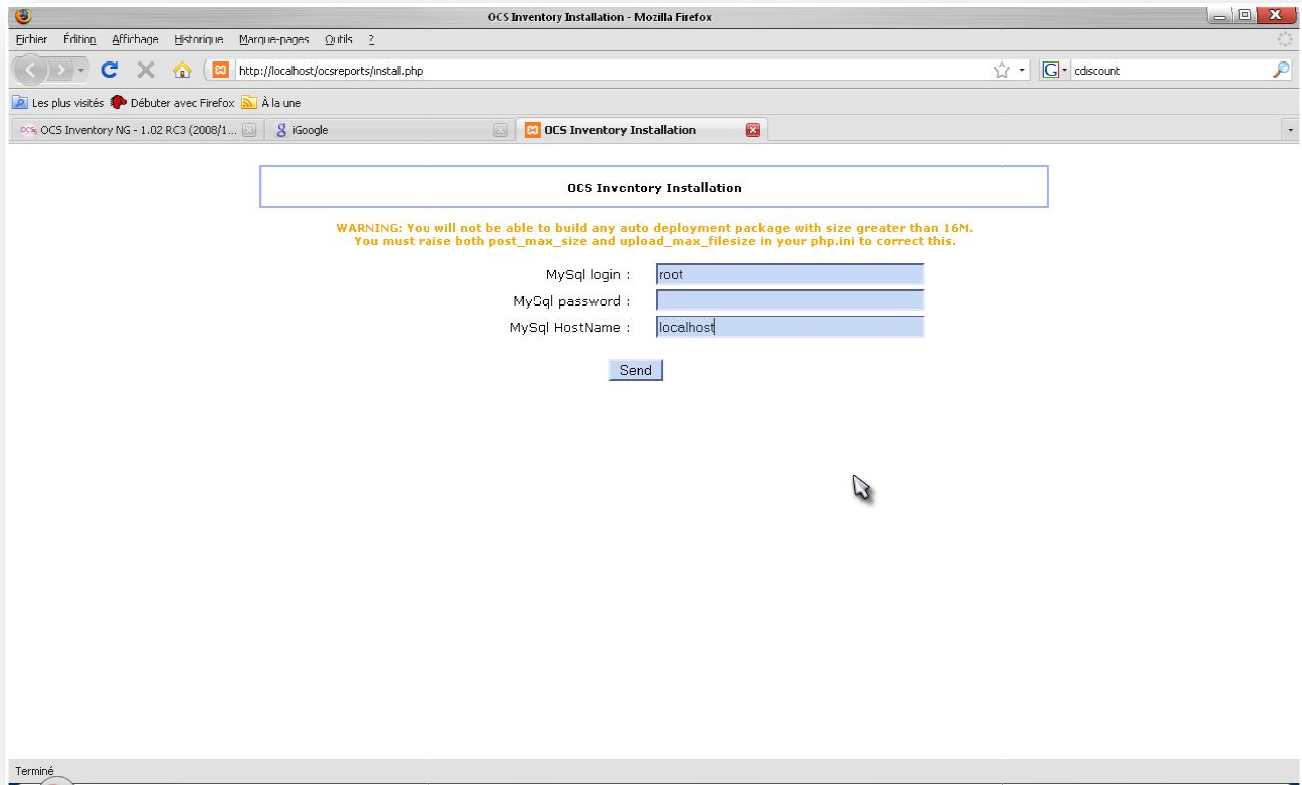 OCS Inventory Installation - Mozilla Firefox
Fichier Édition Affichage Historique Marque-pages Outils ?
http://localhost/ocsreports/install.php
G cdiscount
Les plus visités Débuter avec Firefox À la une
OCS Inventory NG - 1.02 RC3 (2008/1... iGoogle OCS Inventory Installation
OCS Inventory Installation
WARNING: You will not be able to build any auto deployment package with size greater than 16M.
You must raise both post_max_size and upload_max_filesize in your php.ini to correct this.
MySql login : root
MySql password :
MySql HostName : localhost
Send
Terminé